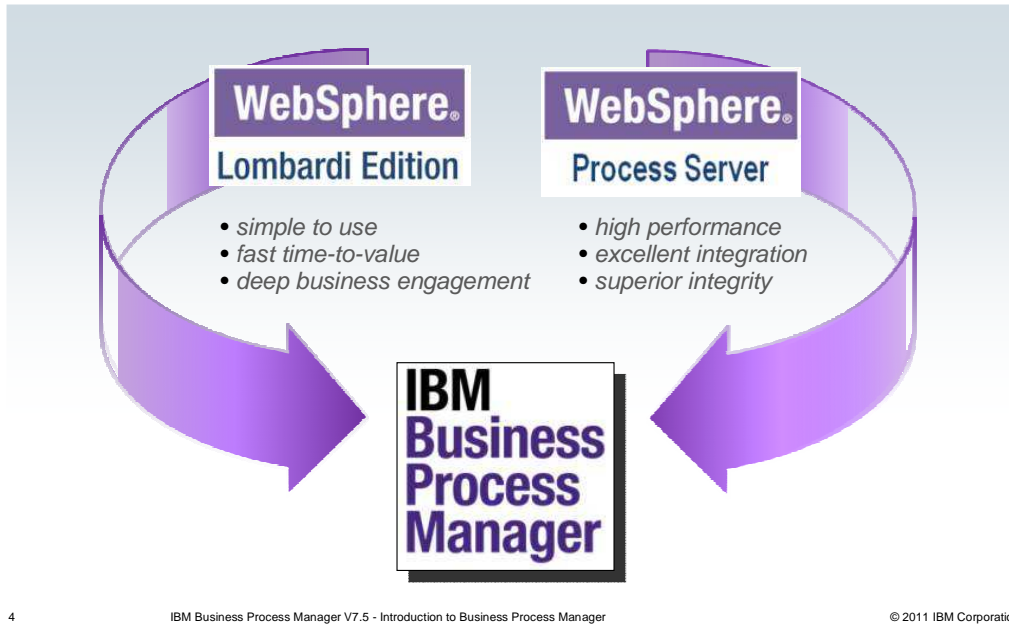 WebSphere®
Lombardi Edition
• simple to use
• fast time-to-value
• deep business engagement
WebSphere®
Process Server
• high performance
• excellent integration
• superior integrity
IBM
Business
Process
Manager
4
IBM Business Process Manager V7.5 - Introduction to Business Process Manager
© 2011 IBM Corporatio